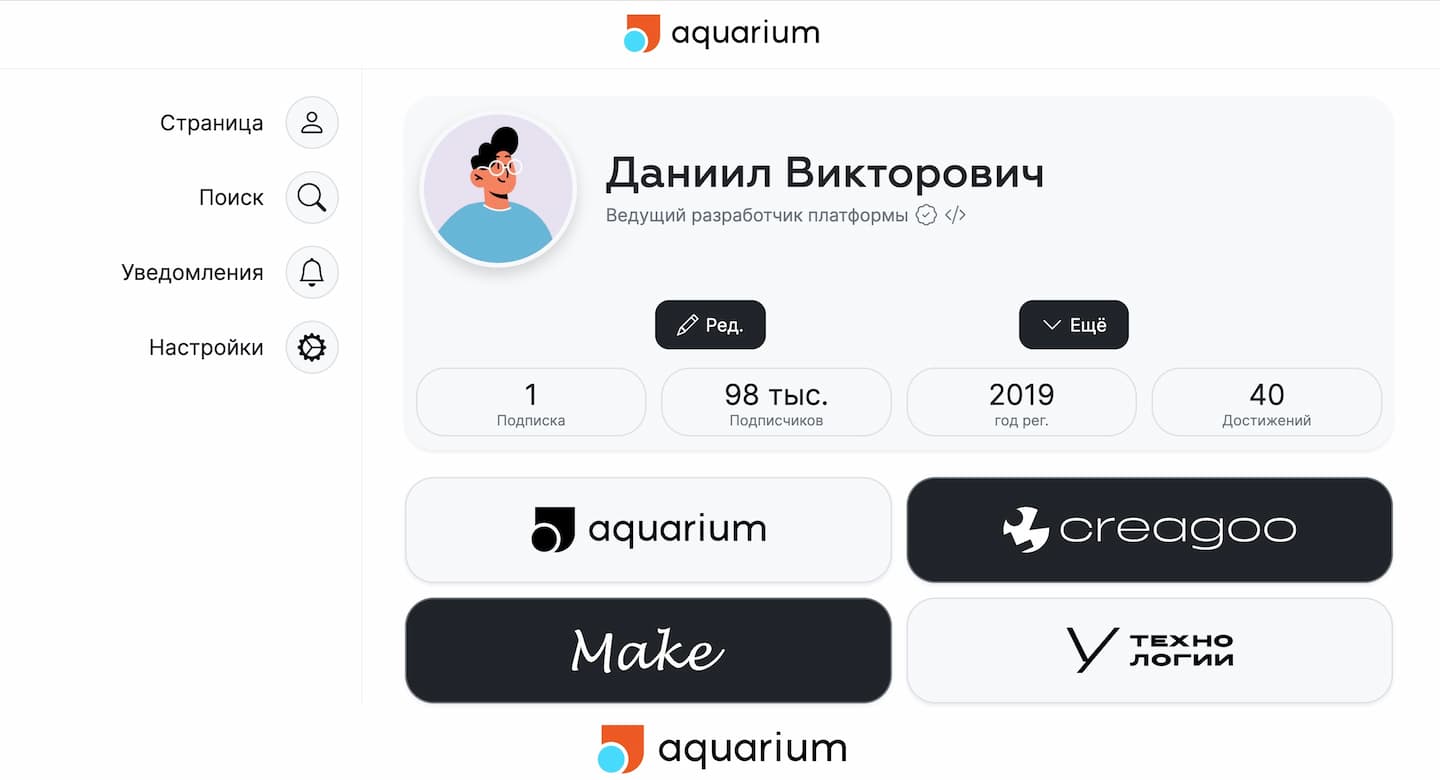 aquarium
Страница
Поиск
Уведомления
Настройки
Даниил Викторович
Ведущий разработчик платформы
Ред.
Ещё
1
Подписка
98 тыс.
Подписчиков
2019
год рег.
40
Достижений
aquarium
creagoo
Make
У ТЕХНО
ЛОГИИ
aquarium